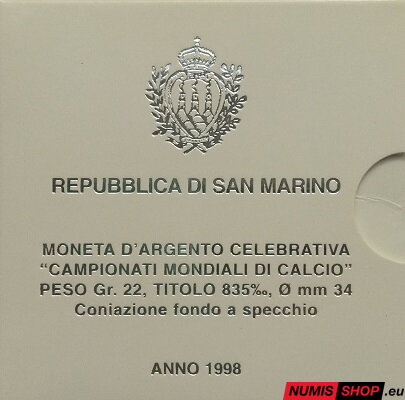 REPUBBLICA DI SAN MARINO
MONETA D'ARGENTO CELEBRATIVA
"CAMPIONATI MONDIALI DI CALCIO"
PESO Gr. 22, TITOLO 835‰, Ø mm 34
Coniazione fondo a specchio
ANNO 1998
NUMIS SHOP.eu